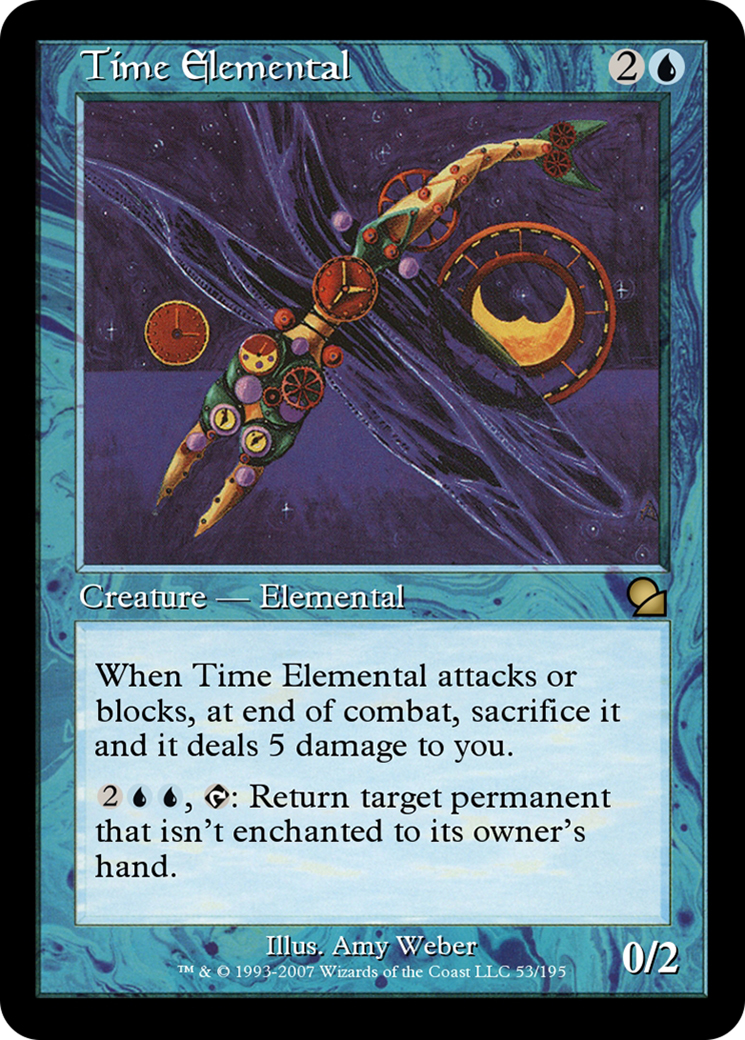 Time Elemental 2
Creature — Elemental
When Time Elemental attacks or
blocks, at end of combat, sacrifice it
and it deals 5 damage to you.
2 , : Return target permanent
that isn't enchanted to its owner's
hand.
Illus. Amy Weber
™ & © 1993-2007 Wizards of the Coast LLC 53/195
0/2